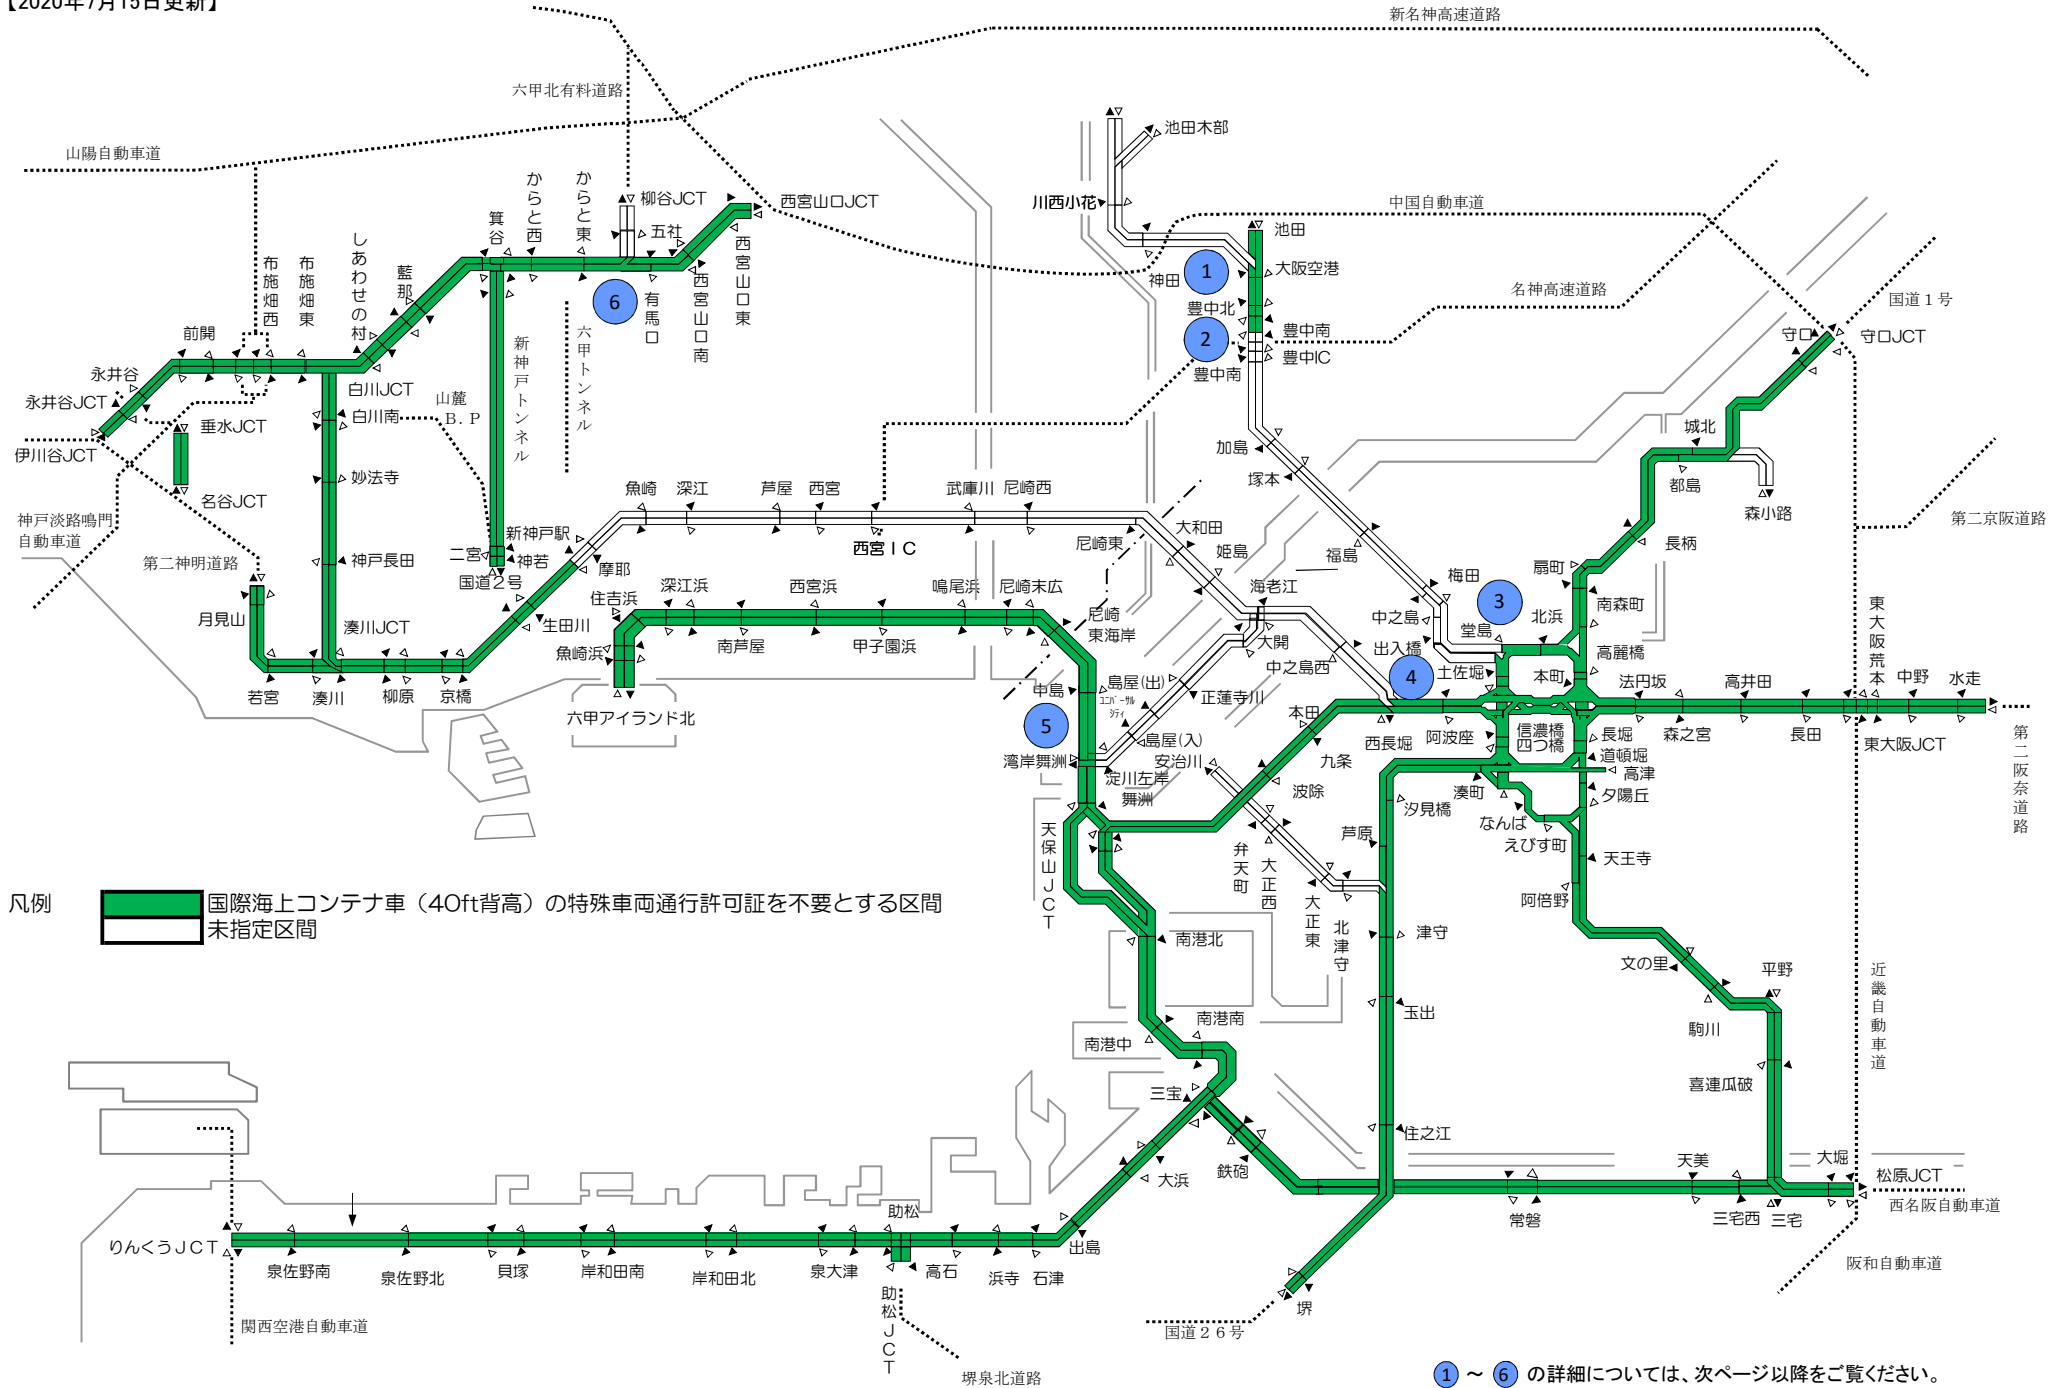 【2020年7月15日更新】
新名神高速道路
六甲北有料道路
山陽自動車道
池田木部
川西小花
中国自動車道
池田
神田
大阪空港
豊中北
豊中南
豊中IC
豊中南
名神高速道路
国道１号
守口
守口JCT
1
2
からと西
からと東
柳谷JCT
五社
西宮山口JCT
西宮山口東
西宮山口南
有馬口
6
箕谷
藍那
しあわせの村
布施畑東
布施畑西
前開
永井谷
永井谷JCT
伊川谷JCT
垂水JCT
名谷JCT
白川JCT
白川南
妙法寺
神戸長田
湊川JCT
山麓
Ｂ.Ｐ
新神戸トンネル
六甲トンネル
神戸淡路鳴門
自動車道
第二神明道路
月見山
若宮
湊川
柳原
京橋
生田川
摩耶
新神戸駅
二宮
神若
国道２号
魚崎
深江
芦屋
西宮
西宮ＩＣ
武庫川
尼崎西
尼崎東
大和田
姫島
海老江
大開
中之島西
加島
塚本
福島
梅田
中之島
出入橋
3
堂島
北浜
土佐堀
本町
高麗橋
南森町
扇町
長柄
都島
城北
森小路
第二京阪道路
東大阪荒本
住吉浜
魚崎浜
六甲アイランド北
深江浜
南芦屋
西宮浜
甲子園浜
鳴尾浜
尼崎末広
尼崎
東海岸
中島
5
湾岸舞洲
島屋(出)
ﾕﾆﾊﾞｰｻﾙ
ｼﾃｨ
正蓮寺川
島屋(入)
安治川
淀川左岸
舞洲
天保山ＪＣＴ
4
本田
西長堀
阿波座
九条
波除
信濃橋
四つ橋
長堀
道頓堀
高津
夕陽丘
湊町
なんば
えびす町
天王寺
阿倍野
法円坂
森之宮
高井田
長田
東大阪JCT
中野
水走
第二阪奈道路
汐見橋
芦原
弁天町
大正西
大正東
北津守
津守
玉出
住之江
堺
文の里
駒川
平野
喜連瓜破
近畿自動車道
南港北
南港中
南港南
三宝
大浜
鉄砲
出島
常磐
天美
三宅西
三宅
大堀
松原JCT
西名阪自動車道
阪和自動車道
国道２６号
凡例
国際海上コンテナ車（40ft背高）の特殊車両通行許可証を不要とする区間
未指定区間
りんくうＪＣＴ
泉佐野南
泉佐野北
貝塚
岸和田南
岸和田北
泉大津
助松
助松ＪＣＴ
高石
浜寺
石津
関西空港自動車道
堺泉北道路
1 ～ 6 の詳細については、次ページ以降をご覧ください。